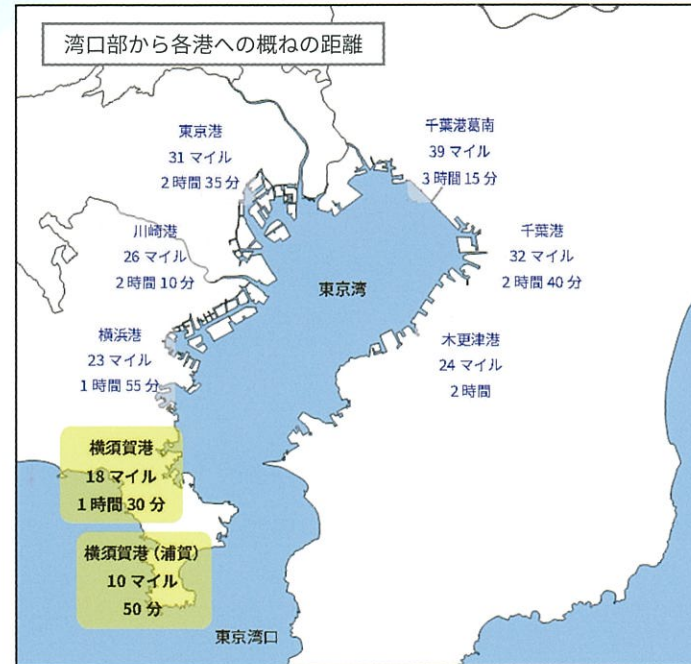 湾口部から各港への概ねの距離
東京港
31 マイル
2 時間 35 分
千葉港葛南
39 マイル
3 時間 15 分
川崎港
26 マイル
2 時間 10 分
千葉港
32 マイル
2 時間 40 分
東京湾
横浜港
23 マイル
1 時間 55 分
木更津港
24 マイル
2 時間
横須賀港
18 マイル
1 時間 30 分
横須賀港（浦賀）
10 マイル
50 分
東京湾口